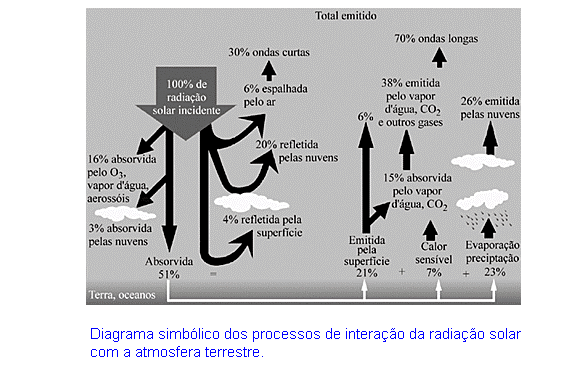 Total emitido
30% ondas curtas
70% ondas longas
100% de
radiação
solar incidente
6% espalhada
pelo ar
38% emitida
pelo vapor
d'água, CO2
e outros gases
26% emitida
pelas nuvens
6%
20% refletida
pelas nuvens
16% absorvida
pelo O3,
vapor d'água,
aerossóis
15% absorvida
pelo vapor
d'água, CO2
3% absorvida
pelas nuvens
4% refletida pela
superfície
Absorvida
51%
=
Emitida
pela
superfície
21%
+
Calor
sensível
7%
+
Evaporação
preciptação
23%
Terra, oceanos
Diagrama simbólico dos processos de interação da radiação solar
com a atmosfera terrestre.